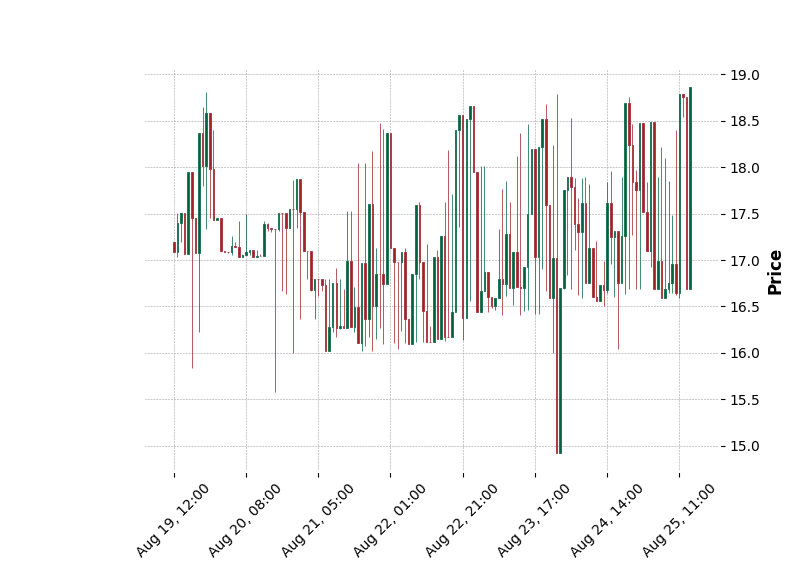 19.0
18.5
18.0
17.5
17.0
16.5
16.0
15.5
15.0
Price
Aug 19, 12:00
Aug 20, 08:00
Aug 21, 05:00
Aug 22, 01:00
Aug 22, 21:00
Aug 23, 17:00
Aug 24, 14:00
Aug 25, 11:00